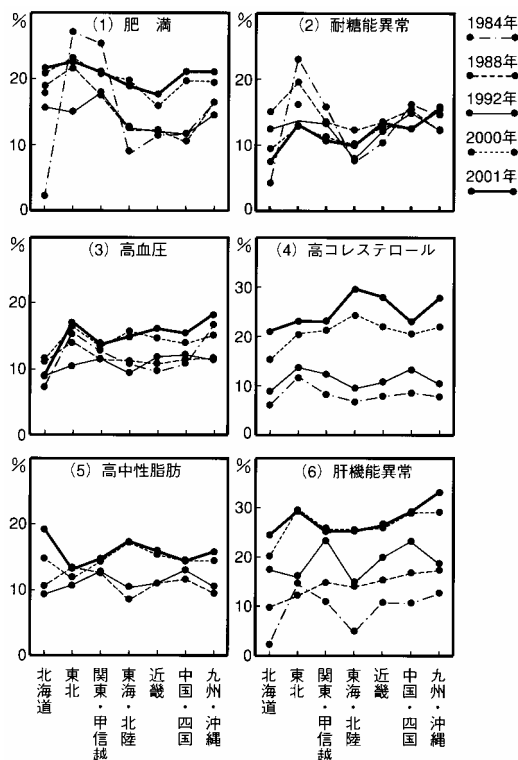 %
(1) 肥 満
20
10
0
%
(2) 耐糖能異常
20
10
0
1984年
1988年
1992年
2000年
2001年
%
(3) 高血圧
20
10
0
%
(4) 高コレステロール
30
20
10
0
%
(5) 高中性脂肪
20
10
0
%
(6) 肝機能異常
30
20
10
0
北海道
東北
関東・甲信越
東海・北陸
近畿
中国・四国
九州・沖縄
北海道
東北
関東・甲信越
東海・北陸
近畿
中国・四国
九州・沖縄